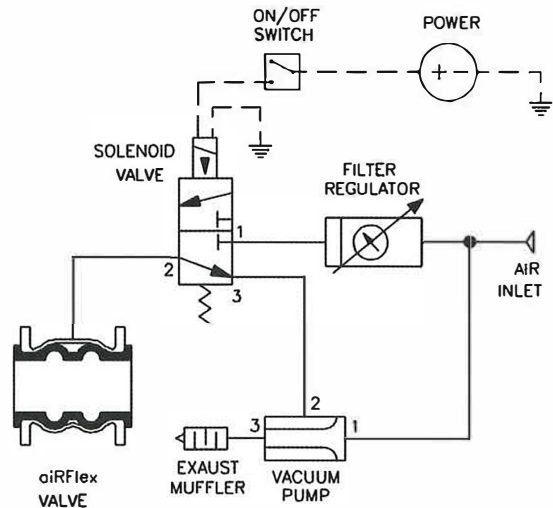 ON/OFF
SWITCH
POWER
+
SOLENOID
VALVE
FILTER
REGULATOR
1
2
3
AiR
INLET
2
3
1
EXAUST
MUFFLER
VACUUM
PUMP
aiRFlex
VALVE